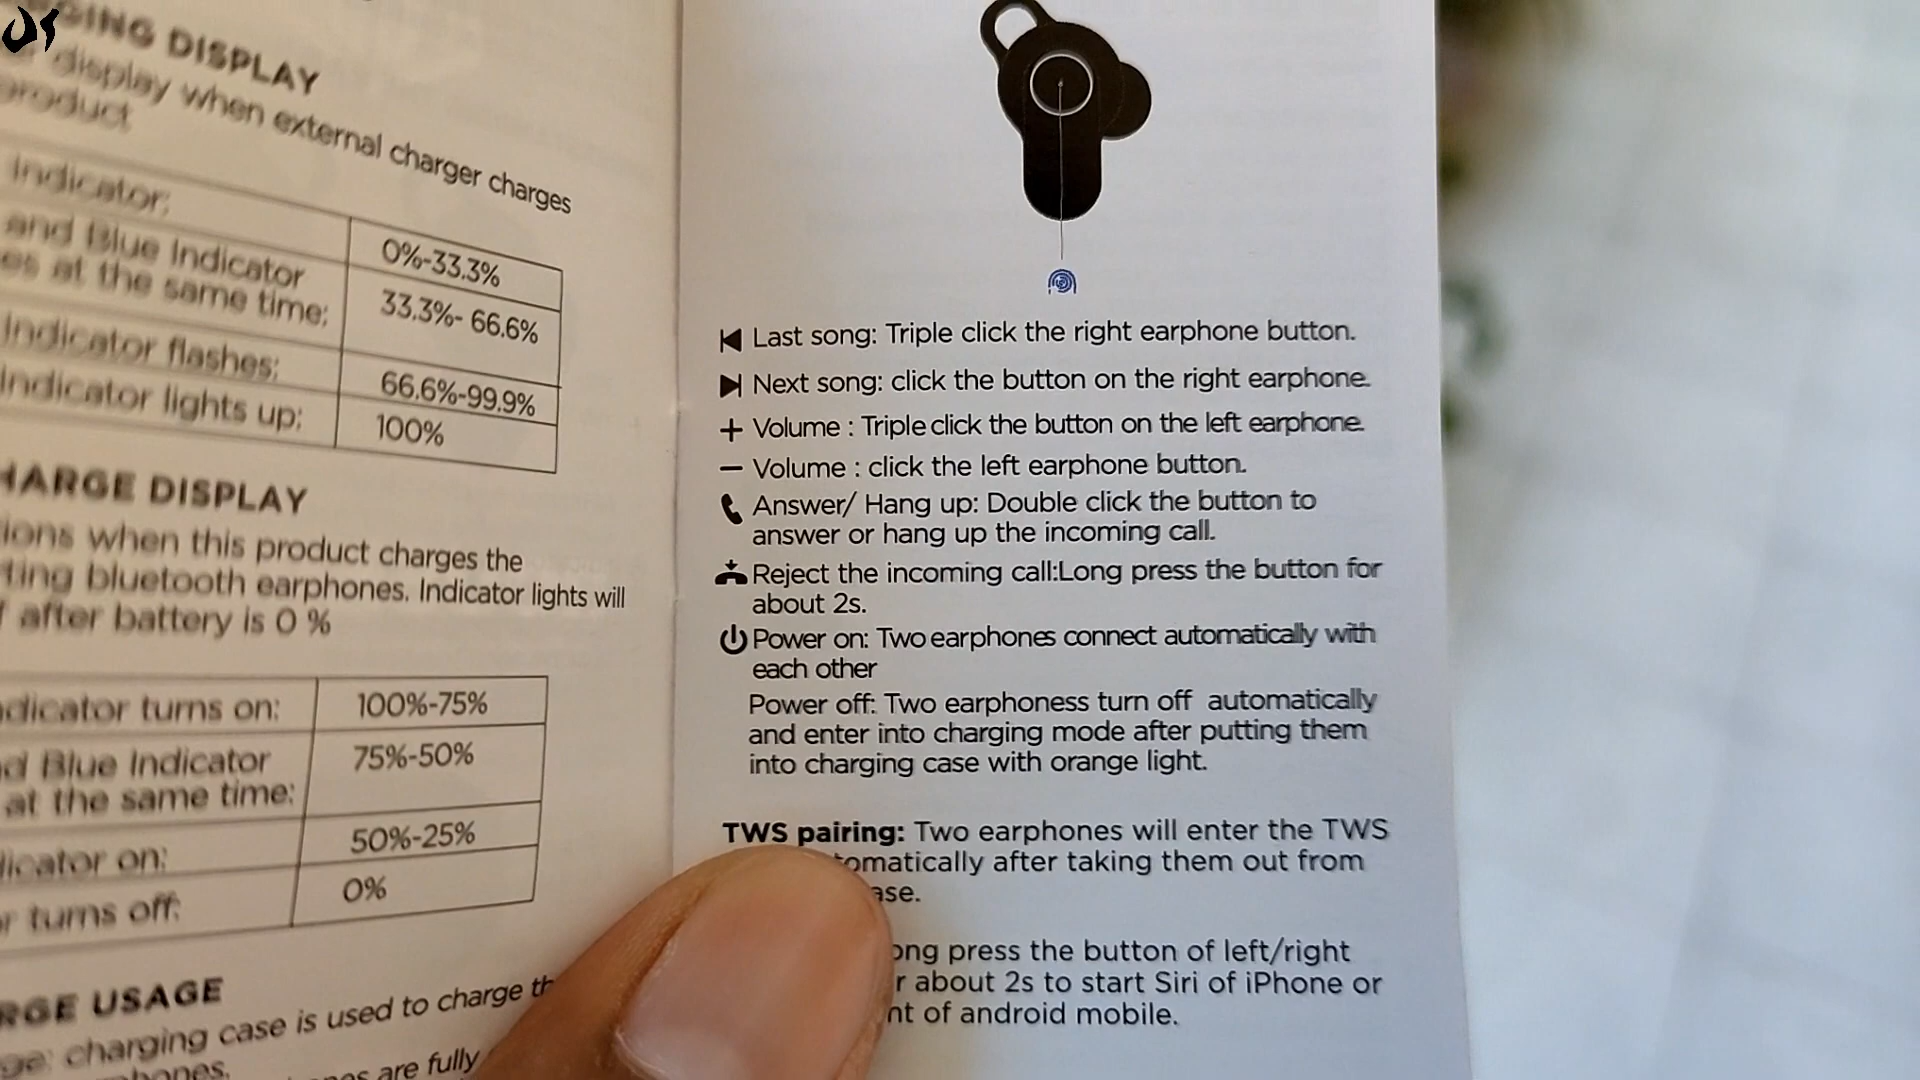 GING DISPLAY
display when external charger charges
product
Indicator:
0%-33.3%
and Blue Indicator
at the same time:
33.3%- 66.6%
Indicator flashes:
66.6%-99.9%
Indicator lights up:
100%
HARGE DISPLAY
ions when this product charges the
ting bluetooth earphones. Indicator lights will
after battery is 0 %
dicator turns on:
100%-75%
d Blue Indicator
at the same time:
75%-50%
licator on:
50%-25%
r turns off:
0%
RGE USAGE
charging case is used to charge th
are fully
Last song: Triple click the right earphone button.
Next song: click the button on the right earphone.
+ Volume : Triple click the button on the left earphone.
− Volume : click the left earphone button.
Answer/ Hang up: Double click the button to
answer or hang up the incoming call.
Reject the incoming call:Long press the button for
about 2s.
Power on: Two earphones connect automatically with
each other
Power off: Two earphoness turn off automatically
and enter into charging mode after putting them
into charging case with orange light.
TWS pairing: Two earphones will enter the TWS
tomatically after taking them out from
ase.
ong press the button of left/right
r about 2s to start Siri of iPhone or
nt of android mobile.